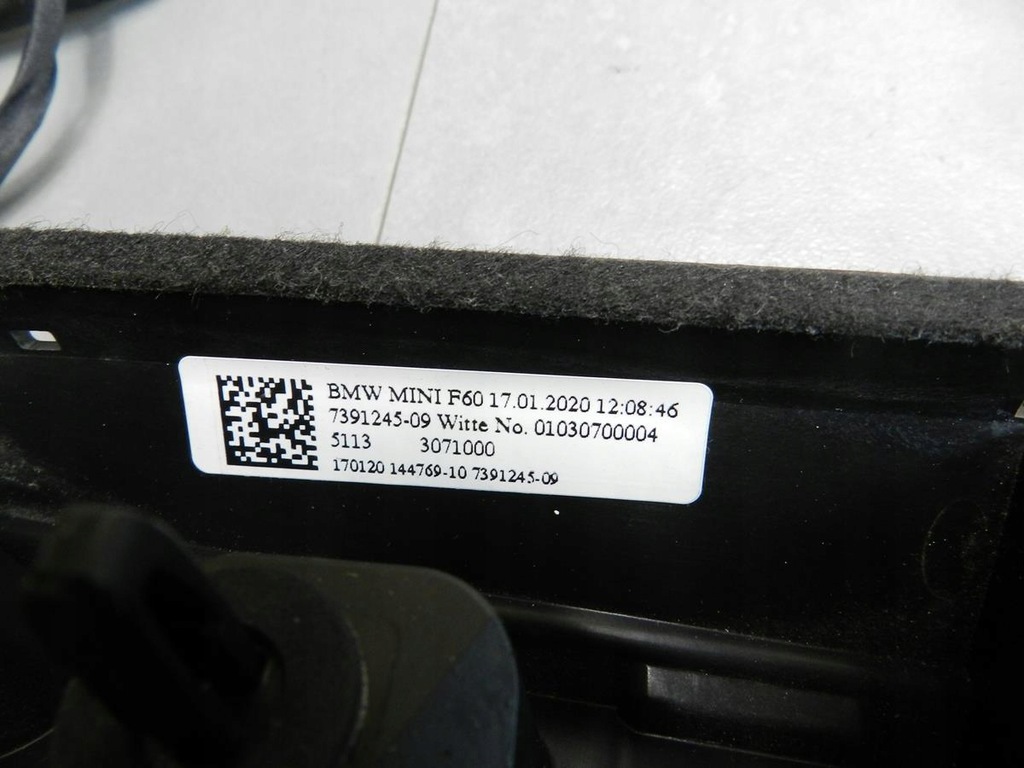 BMW MINI F60 17.01.2020 12:08:46
7391245-09 Witte No. 01030700004
5113 3071000
170120 144769-10 7391245-09